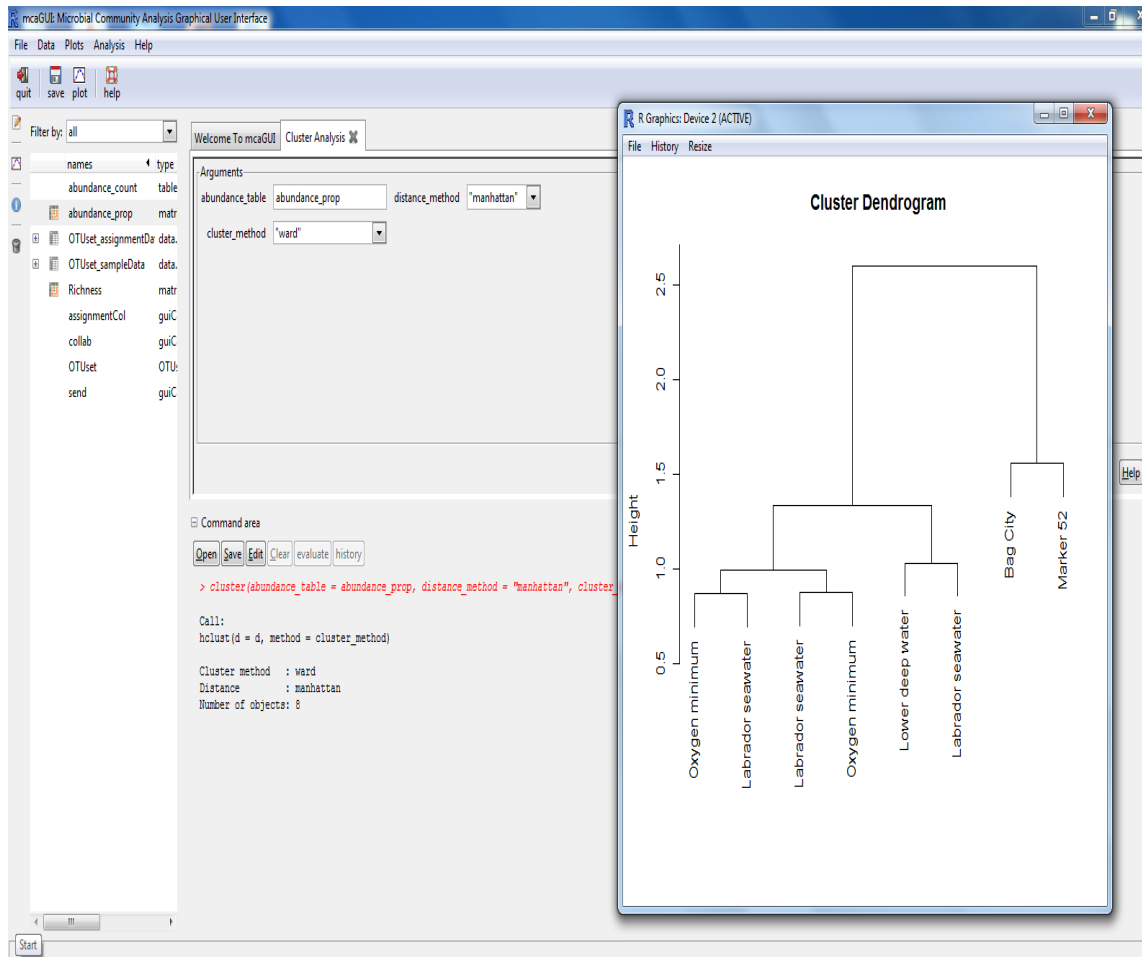 mcaGUI: Microbial Community Analysis Graphical User Interface
File Data Plots Analysis Help
quit save plot help
Filter by: all
names type
abundance_count table
abundance_prop matr
OTUset_assignmentDa data.
OTUset_sampleData data.
Richness matr
assignmentCol guiC
collab guiC
OTUset OTUs
send guiC
Welcome To mcaGUI Cluster Analysis
Arguments
abundance_table abundance_prop distance_method "manhattan"
cluster_method "ward"
Help
Command area
Open Save Edit Clear evaluate history
> cluster(abundance_table = abundance_prop, distance_method = "manhattan", cluster_
Call:
hclust(d = d, method = cluster_method)
Cluster method : ward
Distance : manhattan
Number of objects: 8
R Graphics: Device 2 (ACTIVE)
File History Resize
Cluster Dendrogram
Height
2.5
2.0
1.5
1.0
0.5
Oxygen minimum
Labrador seawater
Labrador seawater
Oxygen minimum
Lower deep water
Labrador seawater
Bag City
Marker 52
Start